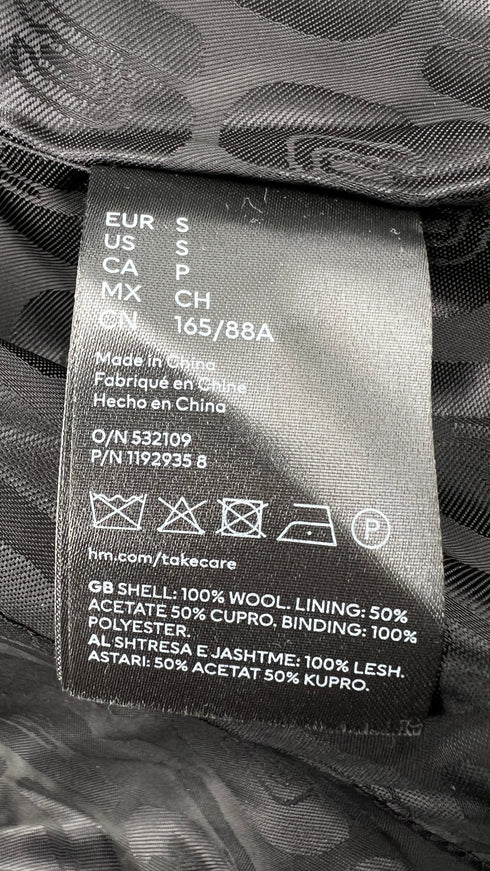 EUR S
US S
CA P
MX CH
CN 165/88A
Made in China
Fabriqué en Chine
Hecho en China
O/N 532109
P/N 1192935 8
P
hm.com/takecare
GB SHELL: 100% WOOL. LINING: 50%
ACETATE 50% CUPRO. BINDING: 100%
POLYESTER.
AL SHTRESA E JASHTME: 100% LESH.
ASTARI: 50% ACETAT 50% KUPRO.